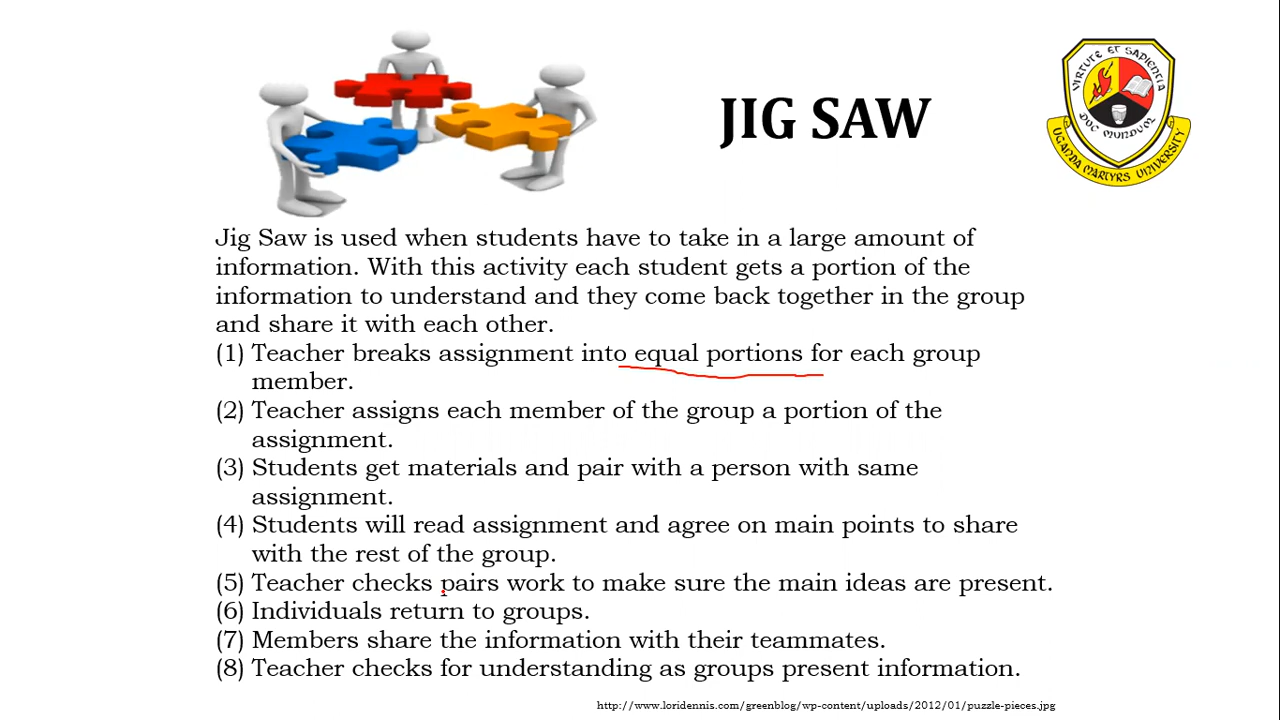 JIG SAW
VIRTUTE ET SAPIENTIA
DUC MUNDUM
UGANDA MARTYRS UNIVERSITY
Jig Saw is used when students have to take in a large amount of
information. With this activity each student gets a portion of the
information to understand and they come back together in the group
and share it with each other.
(1) Teacher breaks assignment into equal portions for each group
member.
(2) Teacher assigns each member of the group a portion of the
assignment.
(3) Students get materials and pair with a person with same
assignment.
(4) Students will read assignment and agree on main points to share
with the rest of the group.
(5) Teacher checks pairs work to make sure the main ideas are present.
(6) Individuals return to groups.
(7) Members share the information with their teammates.
(8) Teacher checks for understanding as groups present information.
http://www.loridennis.com/greenblog/wp-content/uploads/2012/01/puzzle-pieces.jpg